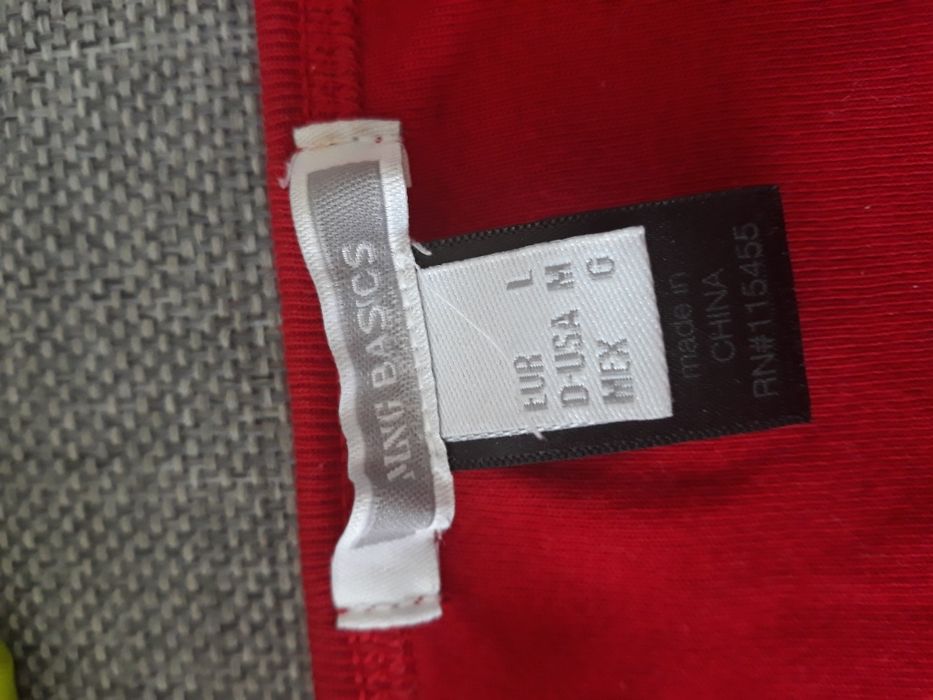 MNG BASICS
EUR L
D-USA M
MEX G
made in
CHINA
RN#115455